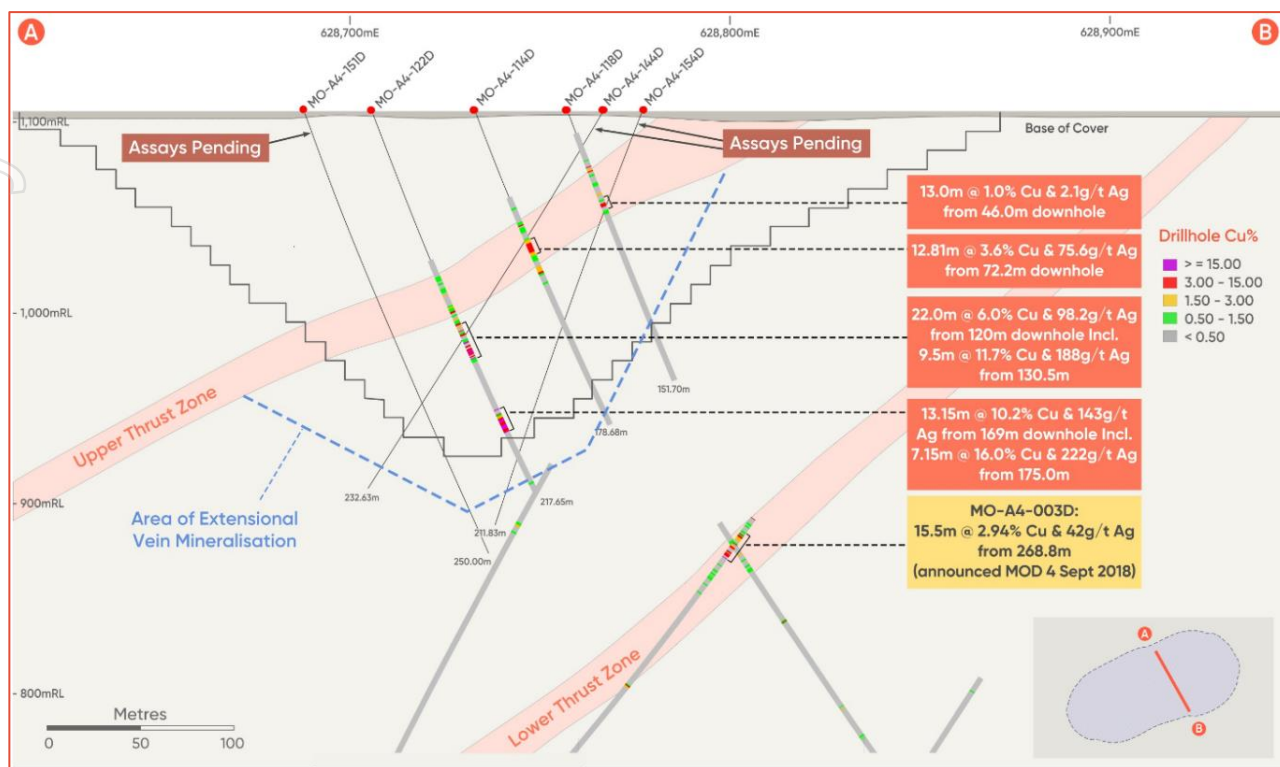 A
628,700mE
628,800mE
628,900mE
B
MO-A4-151D
MO-A4-122D
MO-A4-114D
MO-A4-118D
MO-A4-144D
MO-A4-154D
1,100mRL
Assays Pending
Assays Pending
Base of Cover
13.0m @ 1.0% Cu & 2.1g/t Ag
from 46.0m downhole
12.81m @ 3.6% Cu & 75.6g/t Ag
from 72.2m downhole
22.0m @ 6.0% Cu & 98.2g/t Ag
from 120m downhole Incl.
9.5m @ 11.7% Cu & 188g/t Ag
from 130.5m
13.15m @ 10.2% Cu & 143g/t
Ag from 169m downhole Incl.
7.15m @ 16.0% Cu & 222g/t Ag
from 175.0m
MO-A4-003D:
15.5m @ 2.94% Cu & 42g/t Ag
from 268.8m
(announced MOD 4 Sept 2018)
Drillhole Cu%
> = 15.00
3.00 - 15.00
1.50 - 3.00
0.50 - 1.50
< 0.50
1,000mRL
151.70m
178.68m
Upper Thrust Zone
232.63m
217.65m
211.83m
250.00m
900mRL
Area of Extensional
Vein Mineralisation
Lower Thrust Zone
800mRL
Metres
0 50 100
A
B